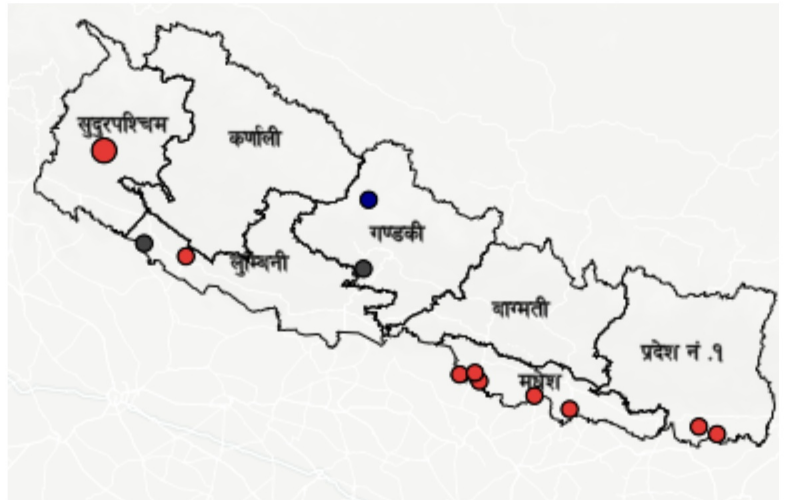 सुदुरपश्चिम
कर्णाली
गण्डकी
लुम्बिनी
बाग्मती
प्रदेश नं .१
मधेश